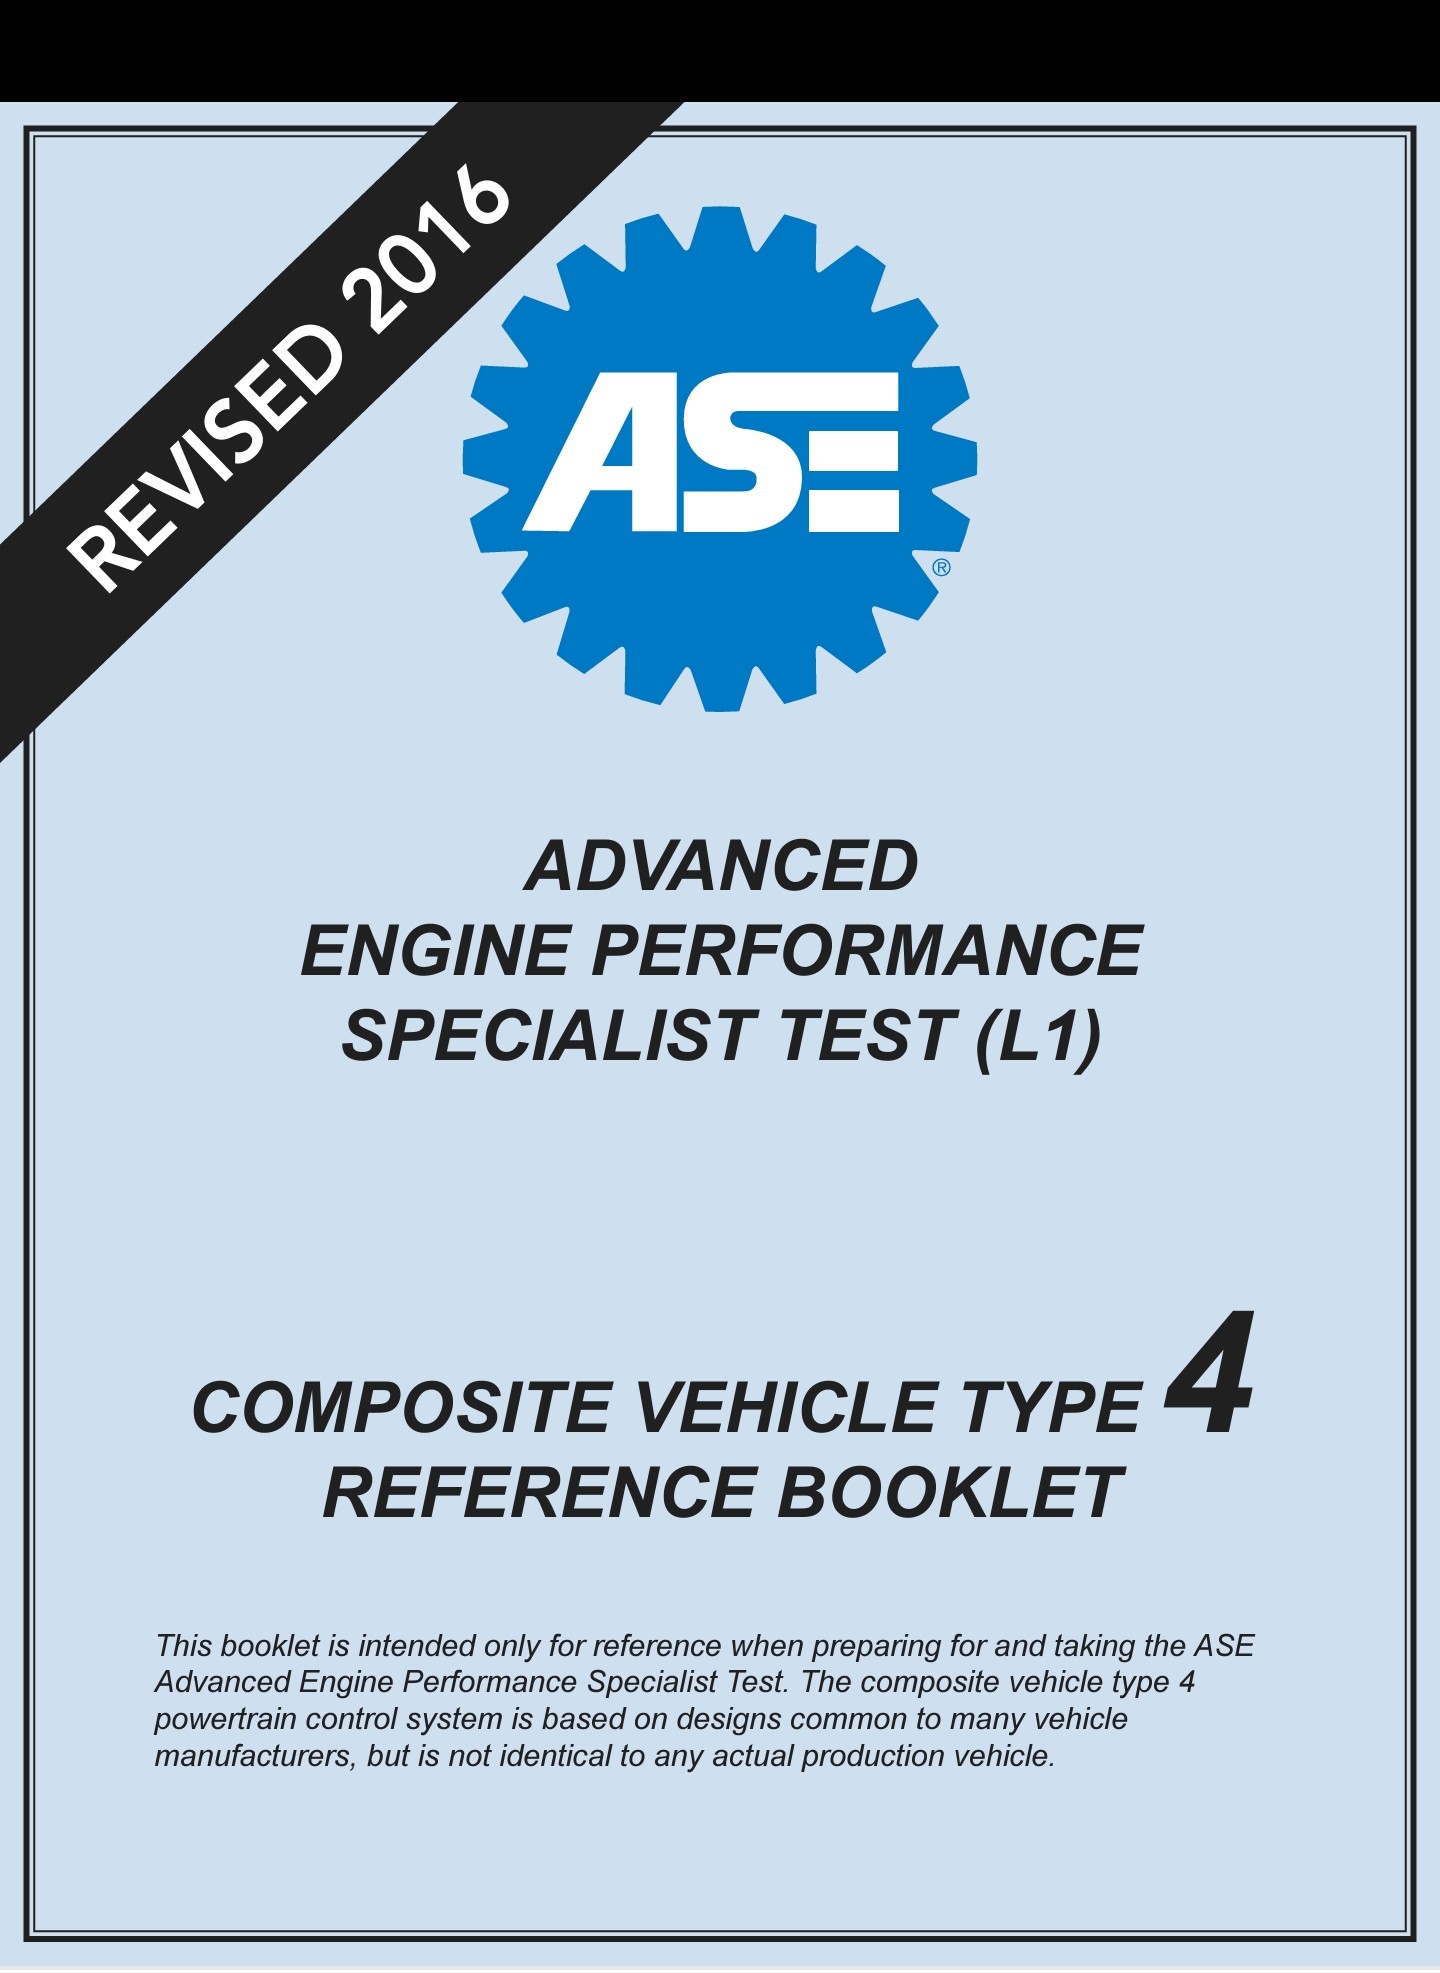 REVISED 2016
ASE
®
ADVANCED
ENGINE PERFORMANCE
SPECIALIST TEST (L1)
COMPOSITE VEHICLE TYPE 4
REFERENCE BOOKLET
This booklet is intended only for reference when preparing for and taking the ASE
Advanced Engine Performance Specialist Test. The composite vehicle type 4
powertrain control system is based on designs common to many vehicle
manufacturers, but is not identical to any actual production vehicle.